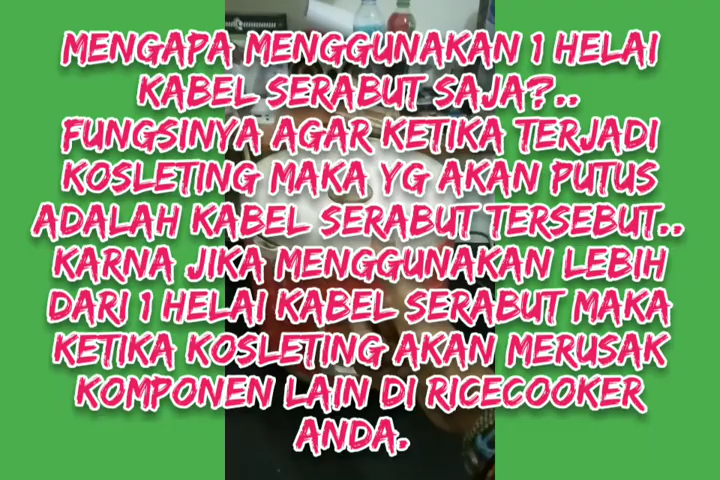 MENGAPA MENGGUNAKAN 1 HELAI
KABEL SERABUT SAJA?..
FUNGSINYA AGAR KETIKA TERJADI
KOSLETING MAKA YG AKAN PUTUS
ADALAH KABEL SERABUT TERSEBUT..
KARNA JIKA MENGGUNAKAN LEBIH
DARI 1 HELAI KABEL SERABUT MAKA
KETIKA KOSLETING AKAN MERUSAK
KOMPONEN LAIN DI RICECOOKER
ANDA.